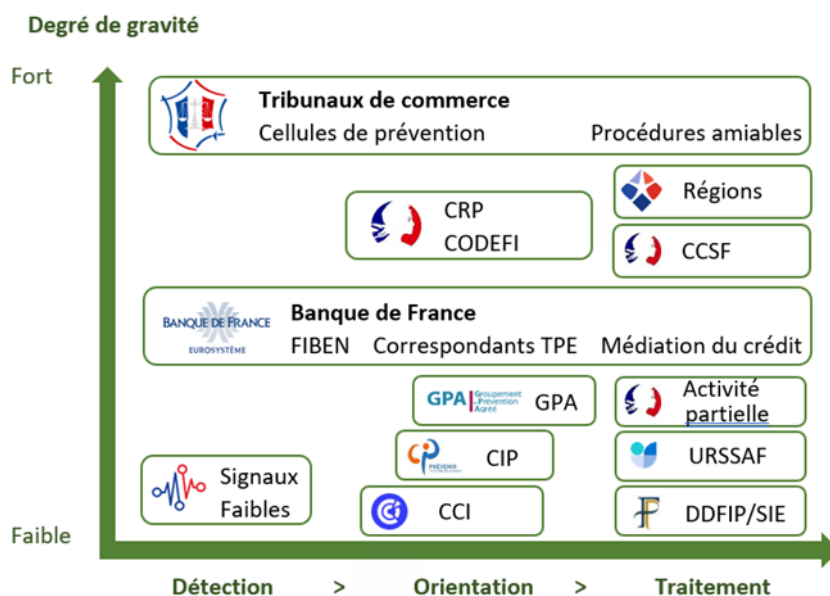 Degré de gravité
Fort
Tribunaux de commerce
Cellules de prévention Procédures amiables
Régions
CRP
CODEFI
CCSF
BANQUE DE FRANCE
EUROSYSTÈME
Banque de France
FIBEN Correspondants TPE Médiation du crédit
GPA Groupement
Prévention
Agréé
GPA
Activité
partielle
PRÉVENIR
CIP
URSSAF
Signaux
Faibles
CCI
DDFIP/SIE
Faible
Détection > Orientation > Traitement